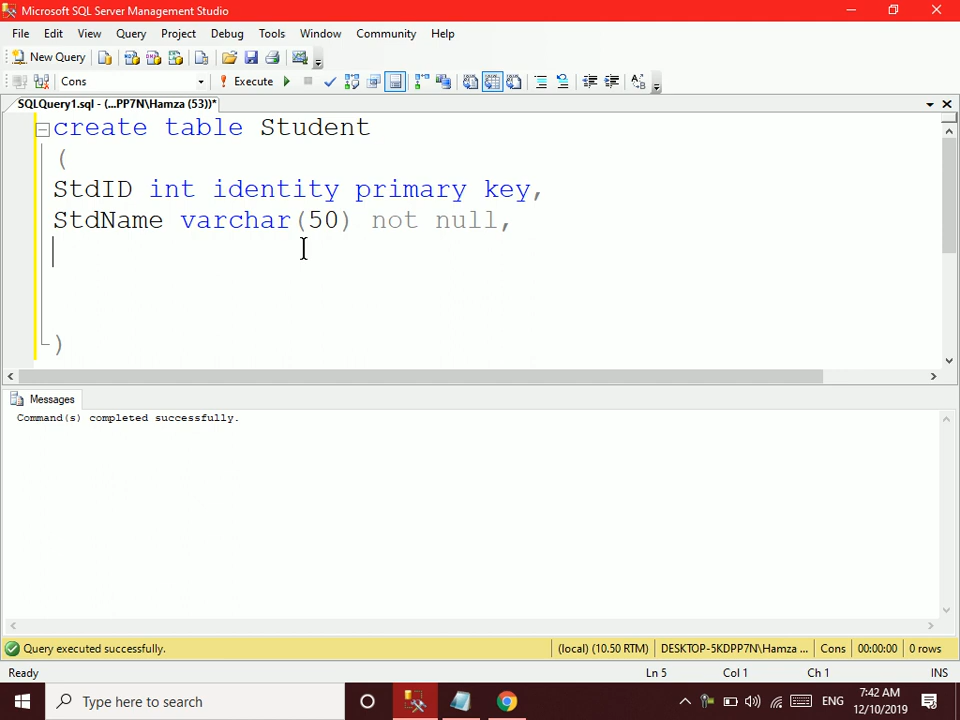 Microsoft SQL Server Management Studio
File Edit View Query Project Debug Tools Window Community Help
New Query
Cons Execute
SQLQuery1.sql - (...PP7N\Hamza (53))*
create table Student
(
StdID int identity primary key,
StdName varchar(50) not null,
)
Messages
Command(s) completed successfully.
Query executed successfully. (local) (10.50 RTM) DESKTOP-5KDPP7N\Hamza ... Cons 00:00:00 0 rows
Ready Ln 5 Col 1 Ch 1 INS
Type here to search ENG 7:42 AM
12/10/2019